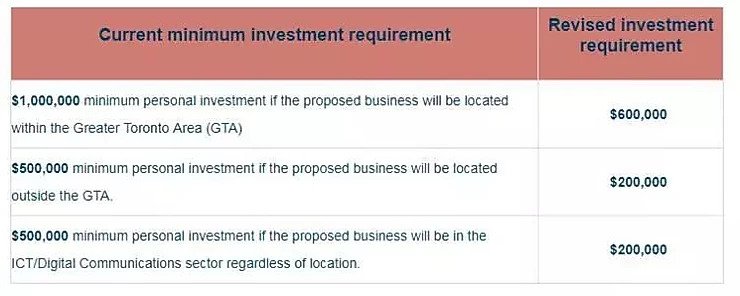 Current minimum investment requirement
Revised investment
requirement
$1,000,000 minimum personal investment if the proposed business will be located
within the Greater Toronto Area (GTA)
$600,000
$500,000 minimum personal investment if the proposed business will be located
outside the GTA.
$200,000
$500,000 minimum personal investment if the proposed business will be in the
ICT/Digital Communications sector regardless of location.
$200,000